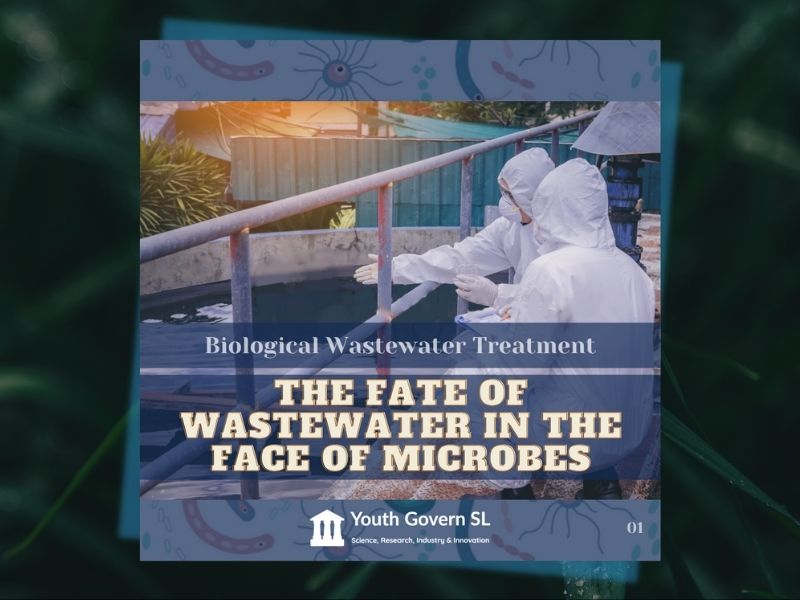 Biological Wastewater Treatment
THE FATE OF
WASTEWATER IN THE
FACE OF MICROBES
Youth Govern SL
Science, Research, Industry & Innovation
01